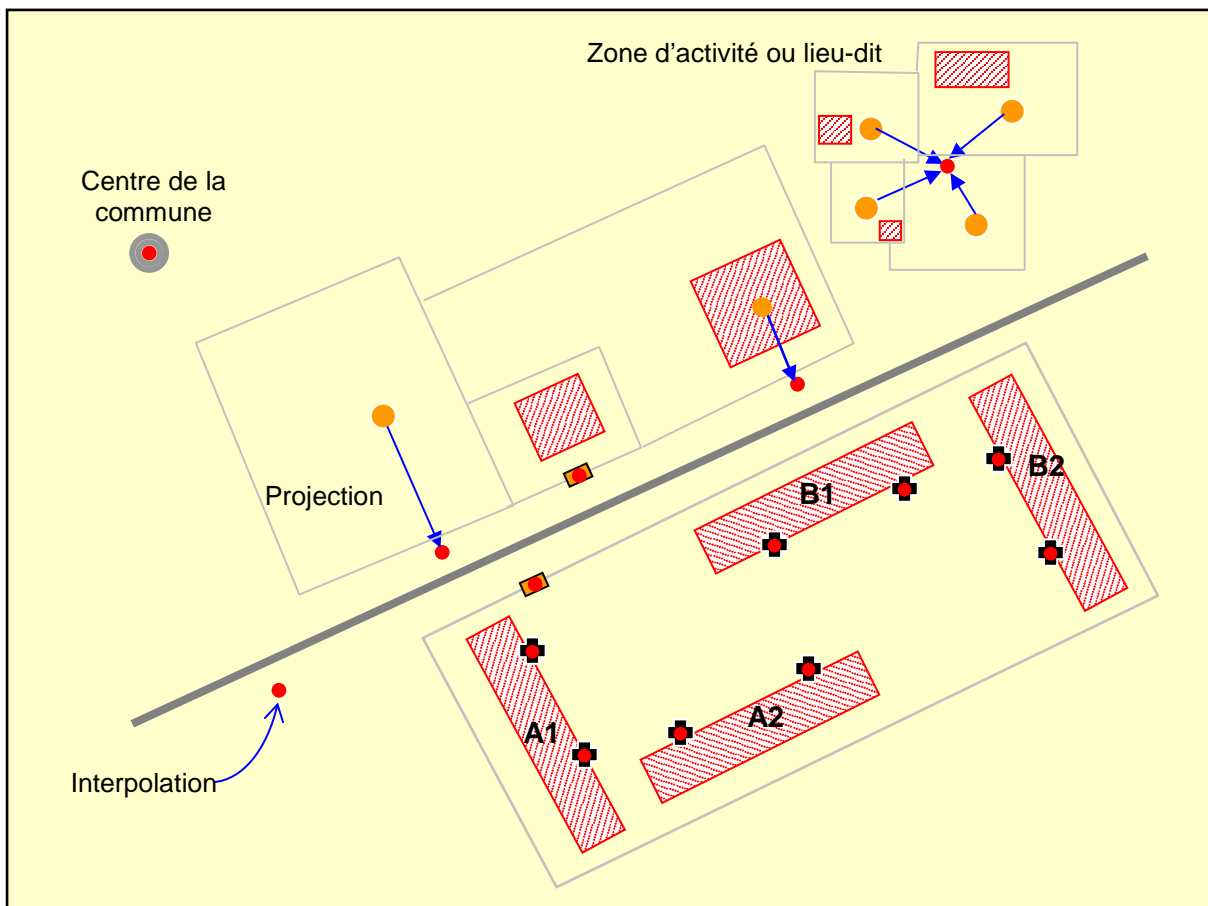 Zone d'activité ou lieu-dit
Centre de la
commune
Projection
B1
B2
A1
A2
Interpolation